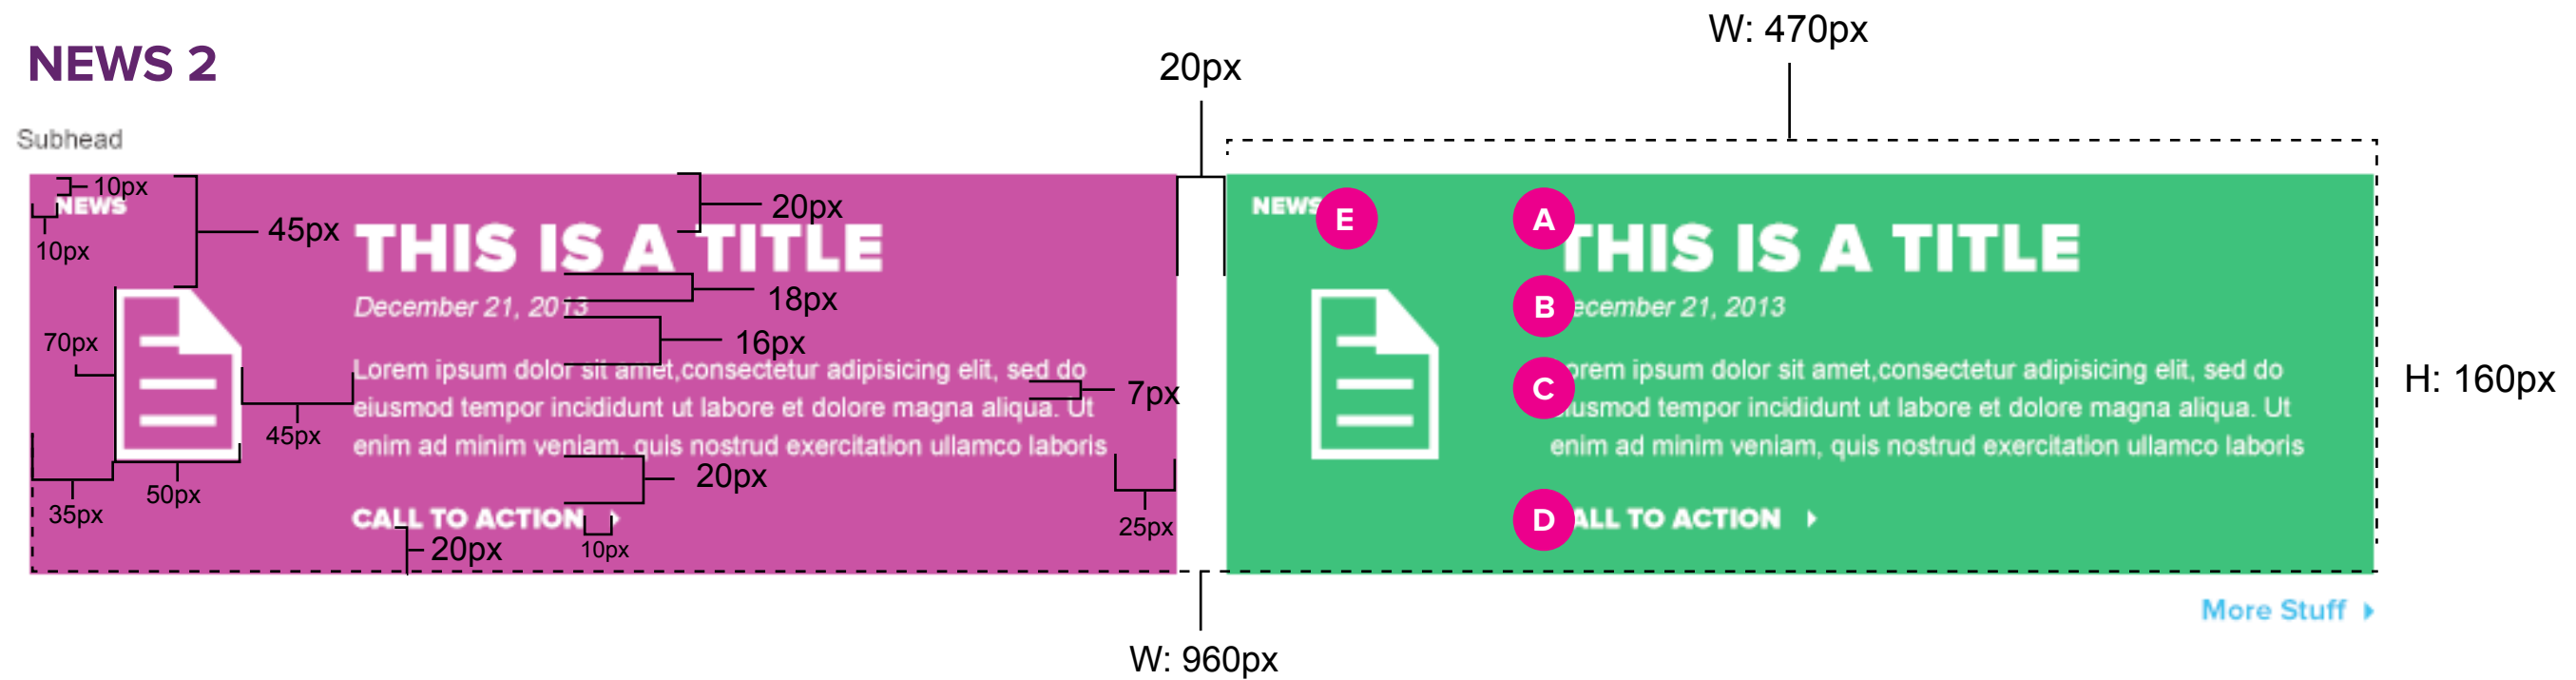 NEWS 2
Subhead
20px
W: 470px
10px
NEWS
10px
45px
20px
THIS IS A TITLE
18px
December 21, 2013
16px
70px
Lorem ipsum dolor sit amet,consectetur adipisicing elit, sed do
eiusmod tempor incididunt ut labore et dolore magna aliqua. Ut
enim ad minim veniam, quis nostrud exercitation ullamco laboris
7px
45px
20px
50px
35px
25px
CALL TO ACTION
10px
20px
NEWS
E
A
THIS IS A TITLE
B
ecember 21, 2013
C
orem ipsum dolor sit amet,consectetur adipisicing elit, sed do
eiusmod tempor incididunt ut labore et dolore magna aliqua. Ut
enim ad minim veniam, quis nostrud exercitation ullamco laboris
D
ALL TO ACTION
H: 160px
More Stuff
W: 960px